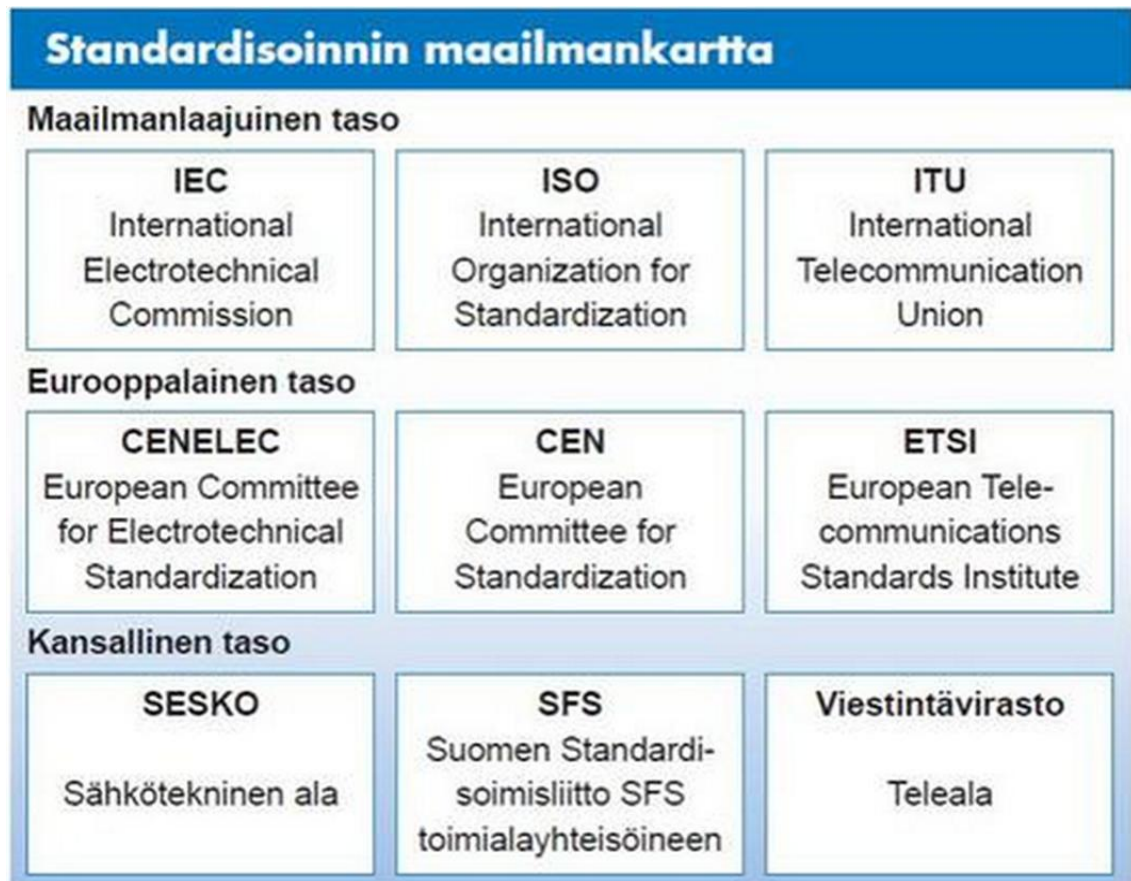 Standardisoinnin maailmankartta
Maailmanlaajuinen taso
IEC
International
Electrotechnical
Commission
ISO
International
Organization for
Standardization
ITU
International
Telecommunication
Union
Eurooppalainen taso
CENELEC
European Committee
for Electrotechnical
Standardization
CEN
European
Committee for
Standardization
ETSI
European Tele-
communications
Standards Institute
Kansallinen taso
SESKO
Sähkötekninen ala
SFS
Suomen Standardi-
soimisliitto SFS
toimialayhteisöineen
Viestintävirasto
Teleala